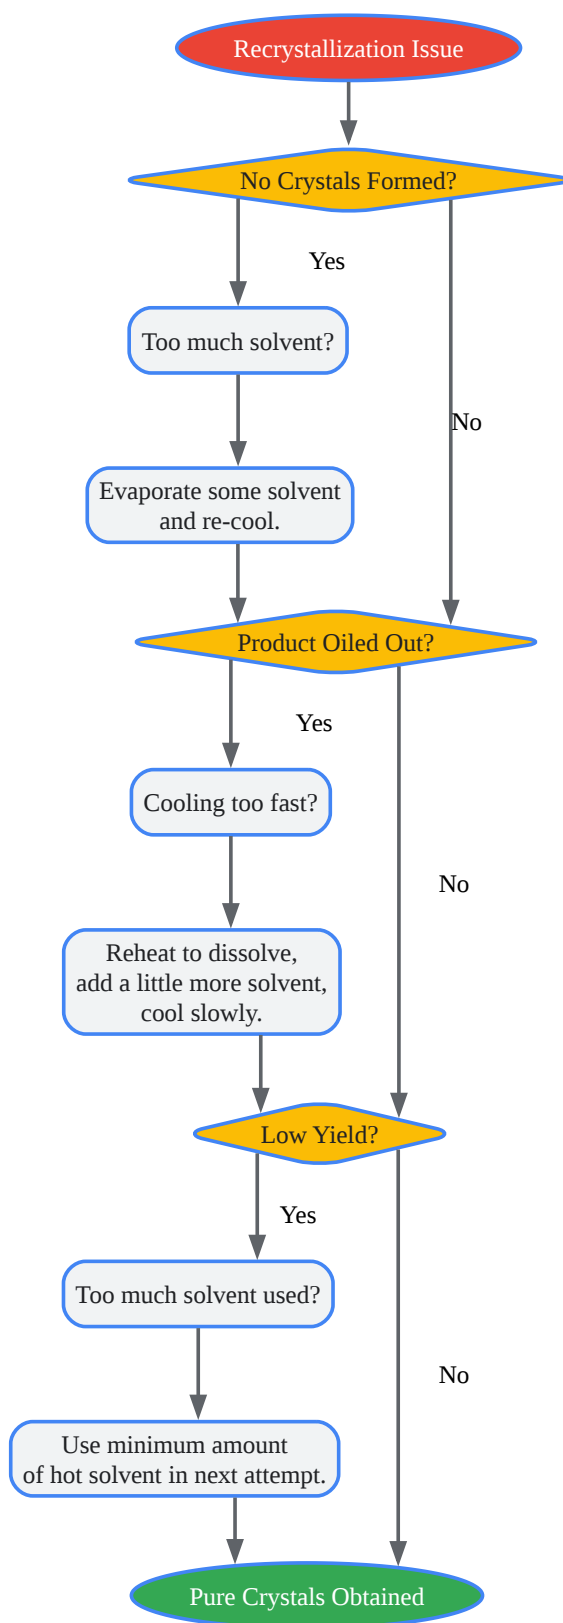 Recrystallization Issue
No Crystals Formed?
Yes
Too much solvent?
No
Evaporate some solvent
and re-cool.
Product Oiled Out?
Yes
Cooling too fast?
No
Reheat to dissolve,
add a little more solvent,
cool slowly.
Low Yield?
Yes
Too much solvent used?
No
Use minimum amount
of hot solvent in next attempt.
Pure Crystals Obtained